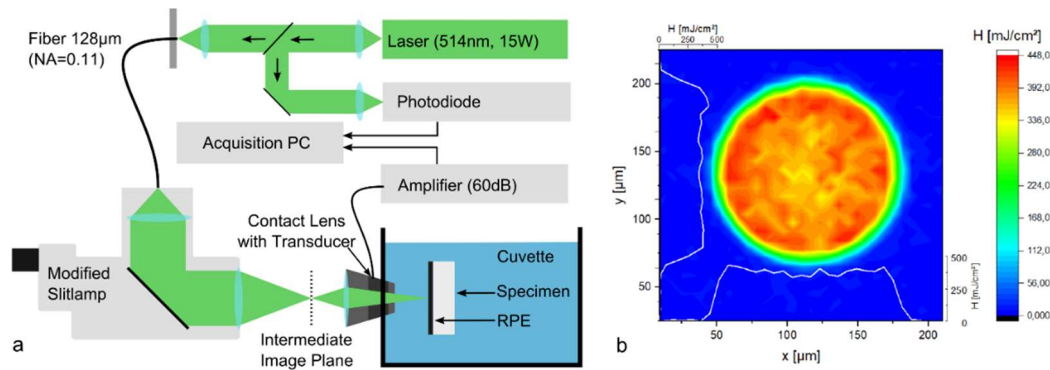 Fiber 128µm
(NA=0.11)
Laser (514nm, 15W)
Photodiode
Acquisition PC
Amplifier (60dB)
Contact Lens
with Transducer
Modified
Slitlamp
Cuvette
Specimen
RPE
Intermediate
Image Plane
a
H [mJ/cm²]
0 250 500
H [mJ/cm²]
448,0
392,0
336,0
280,0
224,0
168,0
112,0
56,00
0,000
200
150
100
50
y [µm]
500
250
0
H [mJ/cm²]
50 100 150 200
x [µm]
b